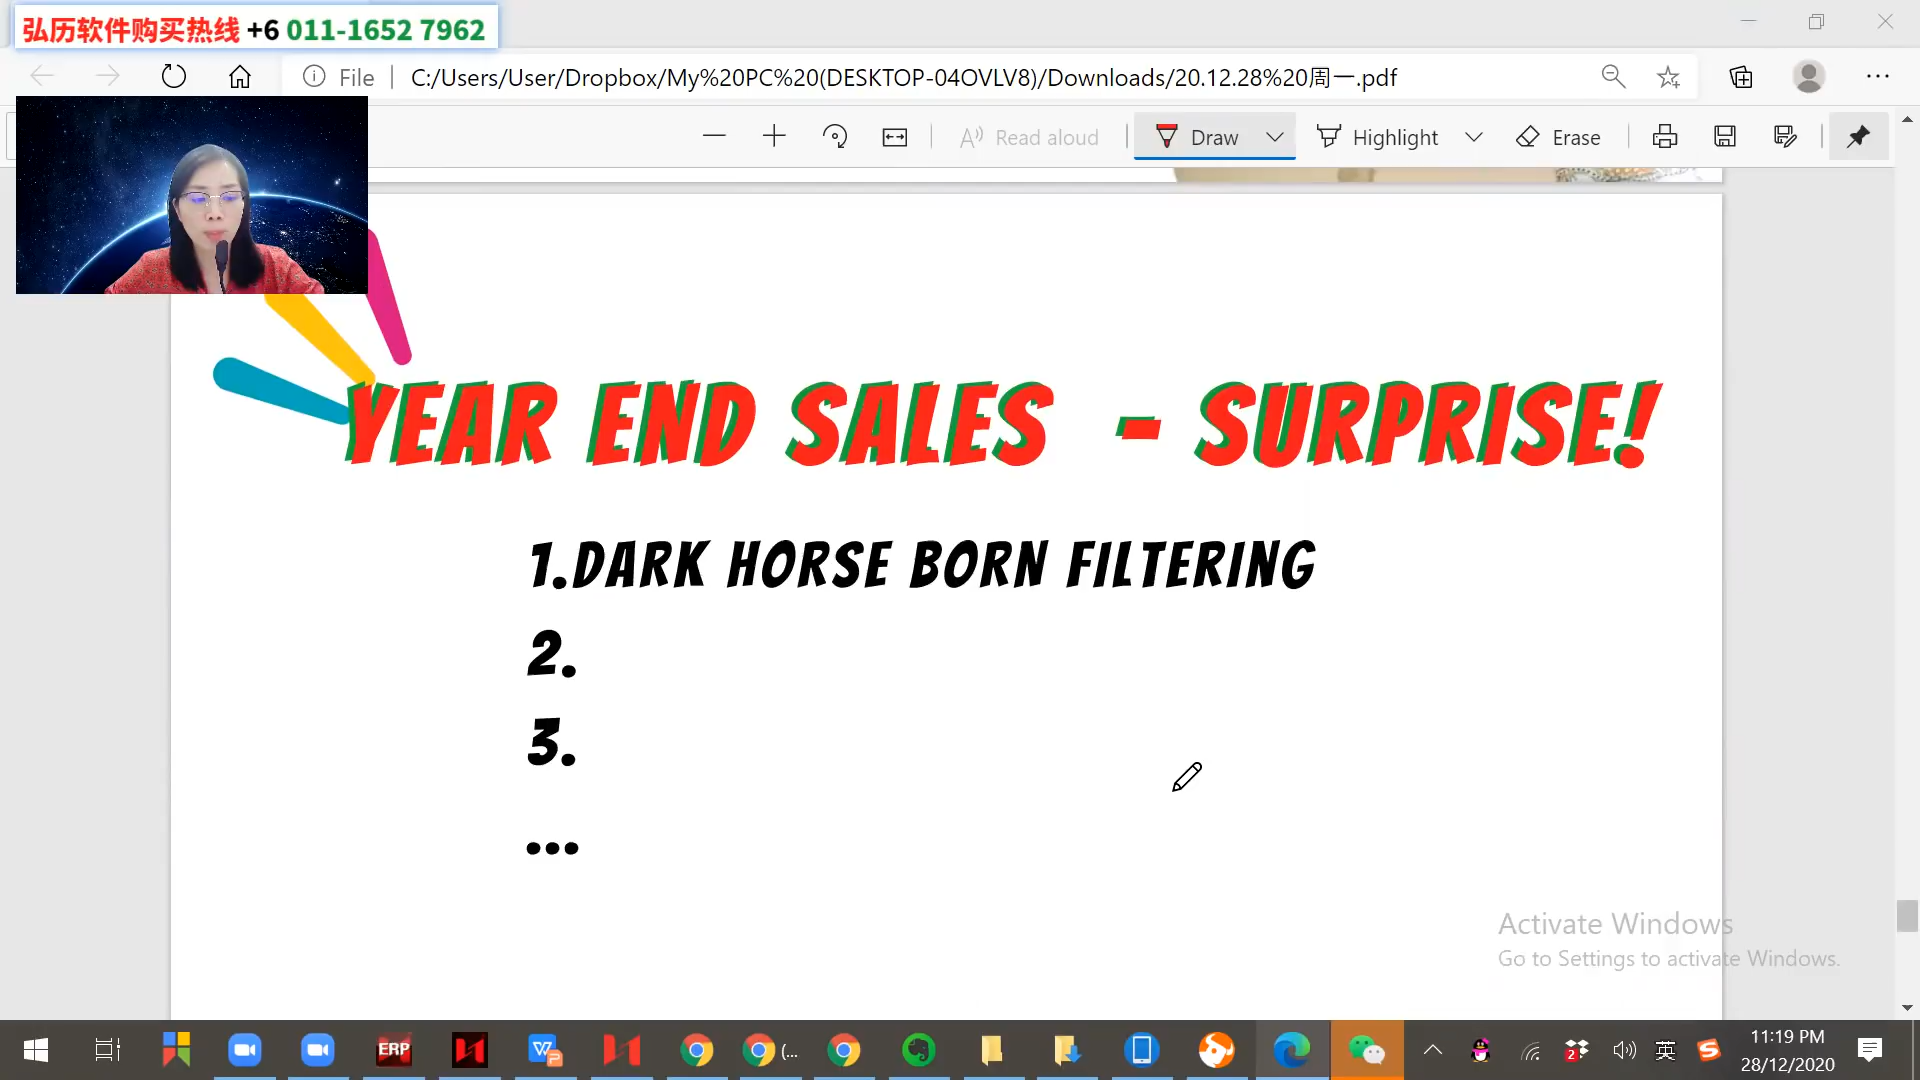 弘历软件购买热线 +6 011-1652 7962
File
C:/Users/User/Dropbox/My%20PC%20(DESKTOP-04OVLV8)/Downloads/20.12.28%20周一.pdf
Read aloud
Draw
Highlight
Erase
YEAR END SALES - SURPRISE!
1.DARK HORSE BORN FILTERING
2.
3.
...
Activate Windows
Go to Settings to activate Windows.
ERP
(...
2
英
11:19 PM
28/12/2020